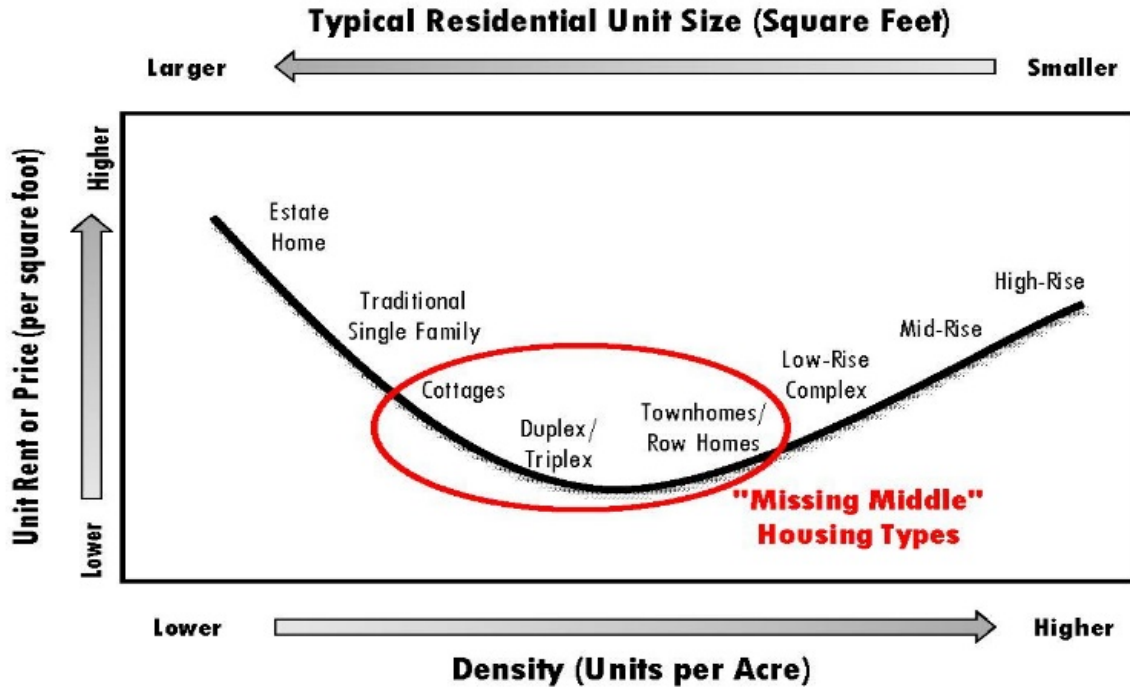 Typical Residential Unit Size (Square Feet)
Larger
Smaller
Unit Rent or Price (per square foot)
Higher
Lower
Estate
Home
Traditional
Single Family
Cottages
Duplex/
Triplex
Townhomes/
Row Homes
Low-Rise
Complex
Mid-Rise
High-Rise
"Missing Middle"
Housing Types
Lower
Higher
Density (Units per Acre)